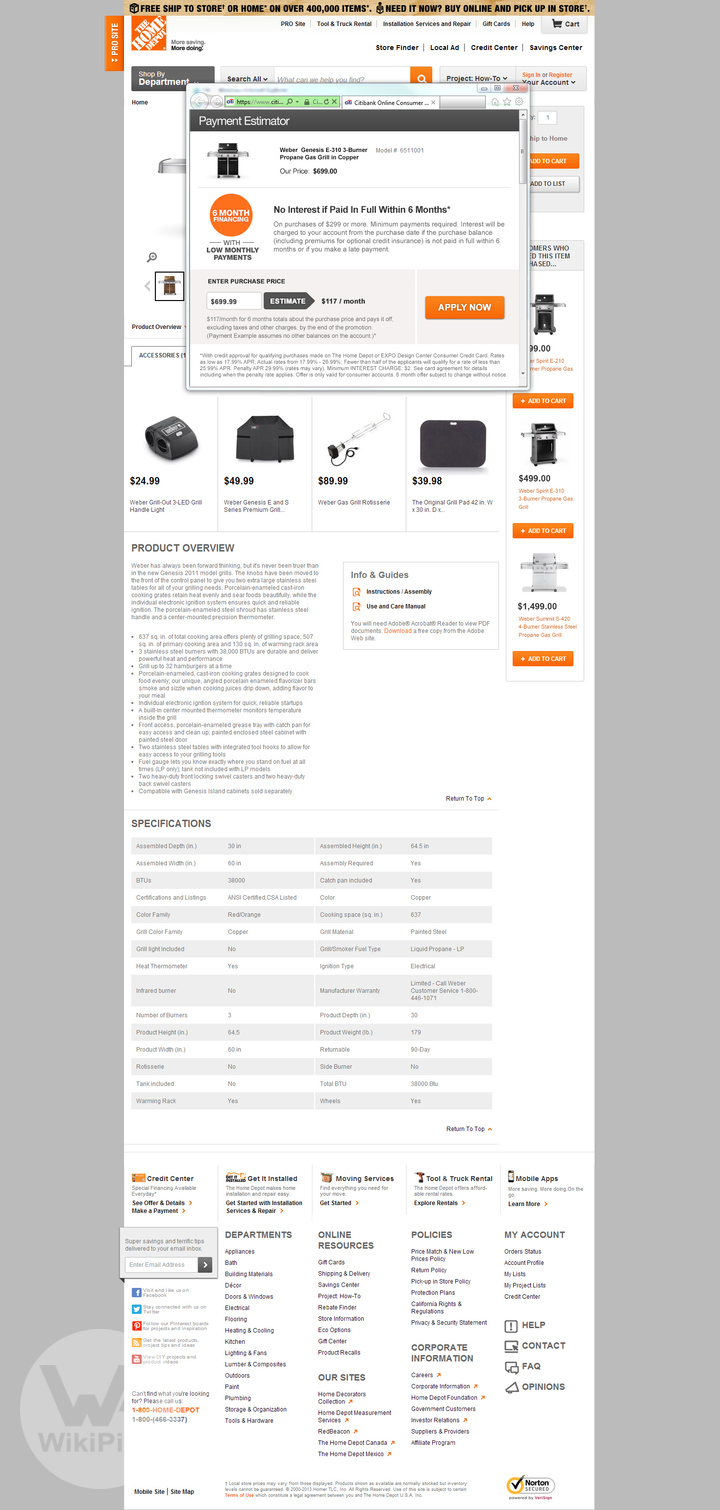 FREE SHIP TO STORE† OR HOME* ON OVER 400,000 ITEMS*. NEED IT NOW? BUY ONLINE AND PICK UP IN STORE†.
PRO SITE
THE HOME DEPOT
More saving.
More doing.
PRO Site | Tool & Truck Rental | Installation Services and Repair | Gift Cards | Help
Cart
Store Finder | Local Ad | Credit Center | Savings Center
Shop By
Department
Search All
What can we help you find?
Project: How-To
Sign In or Register
Your Account
Home
https://www.citi...
Citibank Online Consumer ...
Payment Estimator
Weber Genesis E-310 3-Burner
Propane Gas Grill in Copper
Model # 6511001
Our Price: $699.00
6 MONTH
FINANCING
WITH
LOW MONTHLY
PAYMENTS
No Interest if Paid In Full Within 6 Months*
On purchases of $299 or more. Minimum payments required. Interest will be
charged to your account from the purchase date if the purchase balance
(including premiums for optional credit insurance) is not paid in full within 6
months or if you make a late payment.
ENTER PURCHASE PRICE
$699.99
ESTIMATE
$117 / month
$117/month for 6 months totals about the purchase price and pays it off,
excluding taxes and other charges, by the end of the promotion.
(Payment Example assumes no other balances on the account.)*
APPLY NOW
*With credit approval for qualifying purchases made on The Home Depot or EXPO Design Center Consumer Credit Card. Rates
as low as 17.99% APR. Actual rates from 17.99% - 26.99%. Fewer than half of the applicants will qualify for a rate of less than
25.99% APR. Penalty APR 29.99% (rates may vary). Minimum INTEREST CHARGE: $2. See card agreement for details
including when the penalty rate applies. Offer is only valid for consumer accounts. 6 month offer subject to change without notice.
1
hip to Home
ADD TO CART
ADD TO LIST
OMERS WHO
ED THIS ITEM
HASED...
99.00
Spirit E-210
Propane Gas
+ ADD TO CART
$499.00
Weber Spirit E-310
3-Burner Propane Gas
Grill
+ ADD TO CART
$1,499.00
Weber Summit S-420
4-Burner Stainless Steel
Propane Gas Grill
+ ADD TO CART
Product Overview
ACCESSORIES (1
$24.99
Weber Grill-Out 3-LED Grill
Handle Light
$49.99
Weber Genesis E and S
Series Premium Grill...
$89.99
Weber Gas Grill Rotisserie
$39.98
The Original Grill Pad 42 in. W
x 30 in. D x...
PRODUCT OVERVIEW
Weber has always been forward thinking, but it's never been truer than
in the new Genesis 2011 model grills. The knobs have been moved to
the front of the control panel to give you two extra large stainless steel
tables for all of your grilling needs. Porcelain-enameled cast-iron
cooking grates retain heat evenly and sear foods beautifully, while the
individual electronic ignition system ensures quick and reliable
ignition. The porcelain-enameled steel shroud has stainless steel
handle and a center-mounted precision thermometer.
• 637 sq. in. of total cooking area offers plenty of grilling space; 507
sq. in. of primary cooking area and 130 sq. in. of warming rack area
• 3 stainless steel burners with 38,000 BTUs are durable and deliver
powerful heat and performance
• Grill up to 32 hamburgers at a time
• Porcelain-enameled, cast-iron cooking grates designed to cook
food evenly; our unique, angled porcelain enameled flavorizer bars
smoke and sizzle when cooking juices drip down, adding flavor to
your meal
• Individual electronic ignition system for quick, reliable startups
• A built-in center mounted thermometer monitors temperature
inside the grill
• Front access, porcelain-enameled grease tray with catch pan for
easy access and clean up; painted enclosed steel cabinet with
painted steel door
• Two stainless steel tables with integrated tool hooks to allow for
easy access to your grilling tools
• Fuel gauge lets you know exactly where you stand on fuel at all
times (LP only); tank not included with LP models
• Two heavy-duty front locking swivel casters and two heavy-duty
back swivel casters
• Compatible with Genesis Island cabinets sold separately
Info & Guides
Instructions / Assembly
Use and Care Manual
You will need Adobe® Acrobat® Reader to view PDF
documents. Download a free copy from the Adobe
Web site.
Return To Top
SPECIFICATIONS
Assembled Depth (in.) 30 in Assembled Height (in.) 64.5 in
Assembled Width (in.) 60 in Assembly Required Yes
BTUs 38000 Catch pan included Yes
Certifications and Listings ANSI Certified,CSA Listed Color Copper
Color Family Red/Orange Cooking space (sq. in.) 637
Grill Color Family Copper Grill Material Painted Steel
Grill light included No Grill/Smoker Fuel Type Liquid Propane - LP
Heat Thermometer Yes Ignition Type Electrical
Infrared burner No Manufacturer Warranty Limited - Call Weber
Customer Service 1-800-
446-1071
Number of Burners 3 Product Depth (in.) 30
Product Height (in.) 64.5 Product Weight (lb.) 179
Product Width (in.) 60 in Returnable 90-Day
Rotisserie No Side Burner No
Tank included No Total BTU 38000 Btu
Warming Rack Yes Wheels Yes
Return To Top
Credit Center
Special Financing Available
Everyday*
See Offer & Details
Make a Payment
Get It Installed
The Home Depot makes home
installation and repair easy.
Get Started with Installation
Services & Repair
Moving Services
Find everything you need for
your move.
Get Started
Tool & Truck Rental
The Home Depot offers afford-
able rental rates.
Explore Rentals
Mobile Apps
More saving. More doing On the
go.
Learn More
Super savings and terrific tips
delivered to your email inbox
Enter Email Address
Visit and like us on
Facebook
Stay connected with us on
Twitter
Follow our Pinterest boards
for projects and inspiration
Get the latest products,
project tips and ideas
View DIY projects and
product videos
Can't find what you're looking
for? Please call us:
1-800-HOME-DEPOT
1-800-(466-3337)
DEPARTMENTS
Appliances
Bath
Building Materials
Décor
Doors & Windows
Electrical
Flooring
Heating & Cooling
Kitchen
Lighting & Fans
Lumber & Composites
Outdoors
Paint
Plumbing
Storage & Organization
Tools & Hardware
ONLINE
RESOURCES
Gift Cards
Shipping & Delivery
Savings Center
Project: How-To
Rebate Finder
Store Information
Eco Options
Gift Center
Product Recalls
OUR SITES
Home Decorators
Collection
Home Depot Measurement
Services
RedBeacon
The Home Depot Canada
The Home Depot Mexico
POLICIES
Price Match & New Low
Prices Policy
Return Policy
Pick-up in Store Policy
Protection Plans
California Rights &
Regulations
Privacy & Security Statement
CORPORATE
INFORMATION
Careers
Corporate Information
Home Depot Foundation
Government Customers
Investor Relations
Suppliers & Providers
Affiliate Program
MY ACCOUNT
Orders Status
Account Profile
My Lists
My Project Lists
Credit Center
HELP
CONTACT
FAQ
OPINIONS
WikiPi
Mobile Site | Site Map
† Local store prices may vary from those displayed. Products shown as available are normally stocked but inventory
levels cannot be guaranteed. © 2000-2013 Homer TLC, Inc. All Rights Reserved. Use of this site is subject to certain
Terms of Use which constitute a legal agreement between you and The Home Depot U.S.A, Inc.
Norton
SECURED
powered by VeriSign